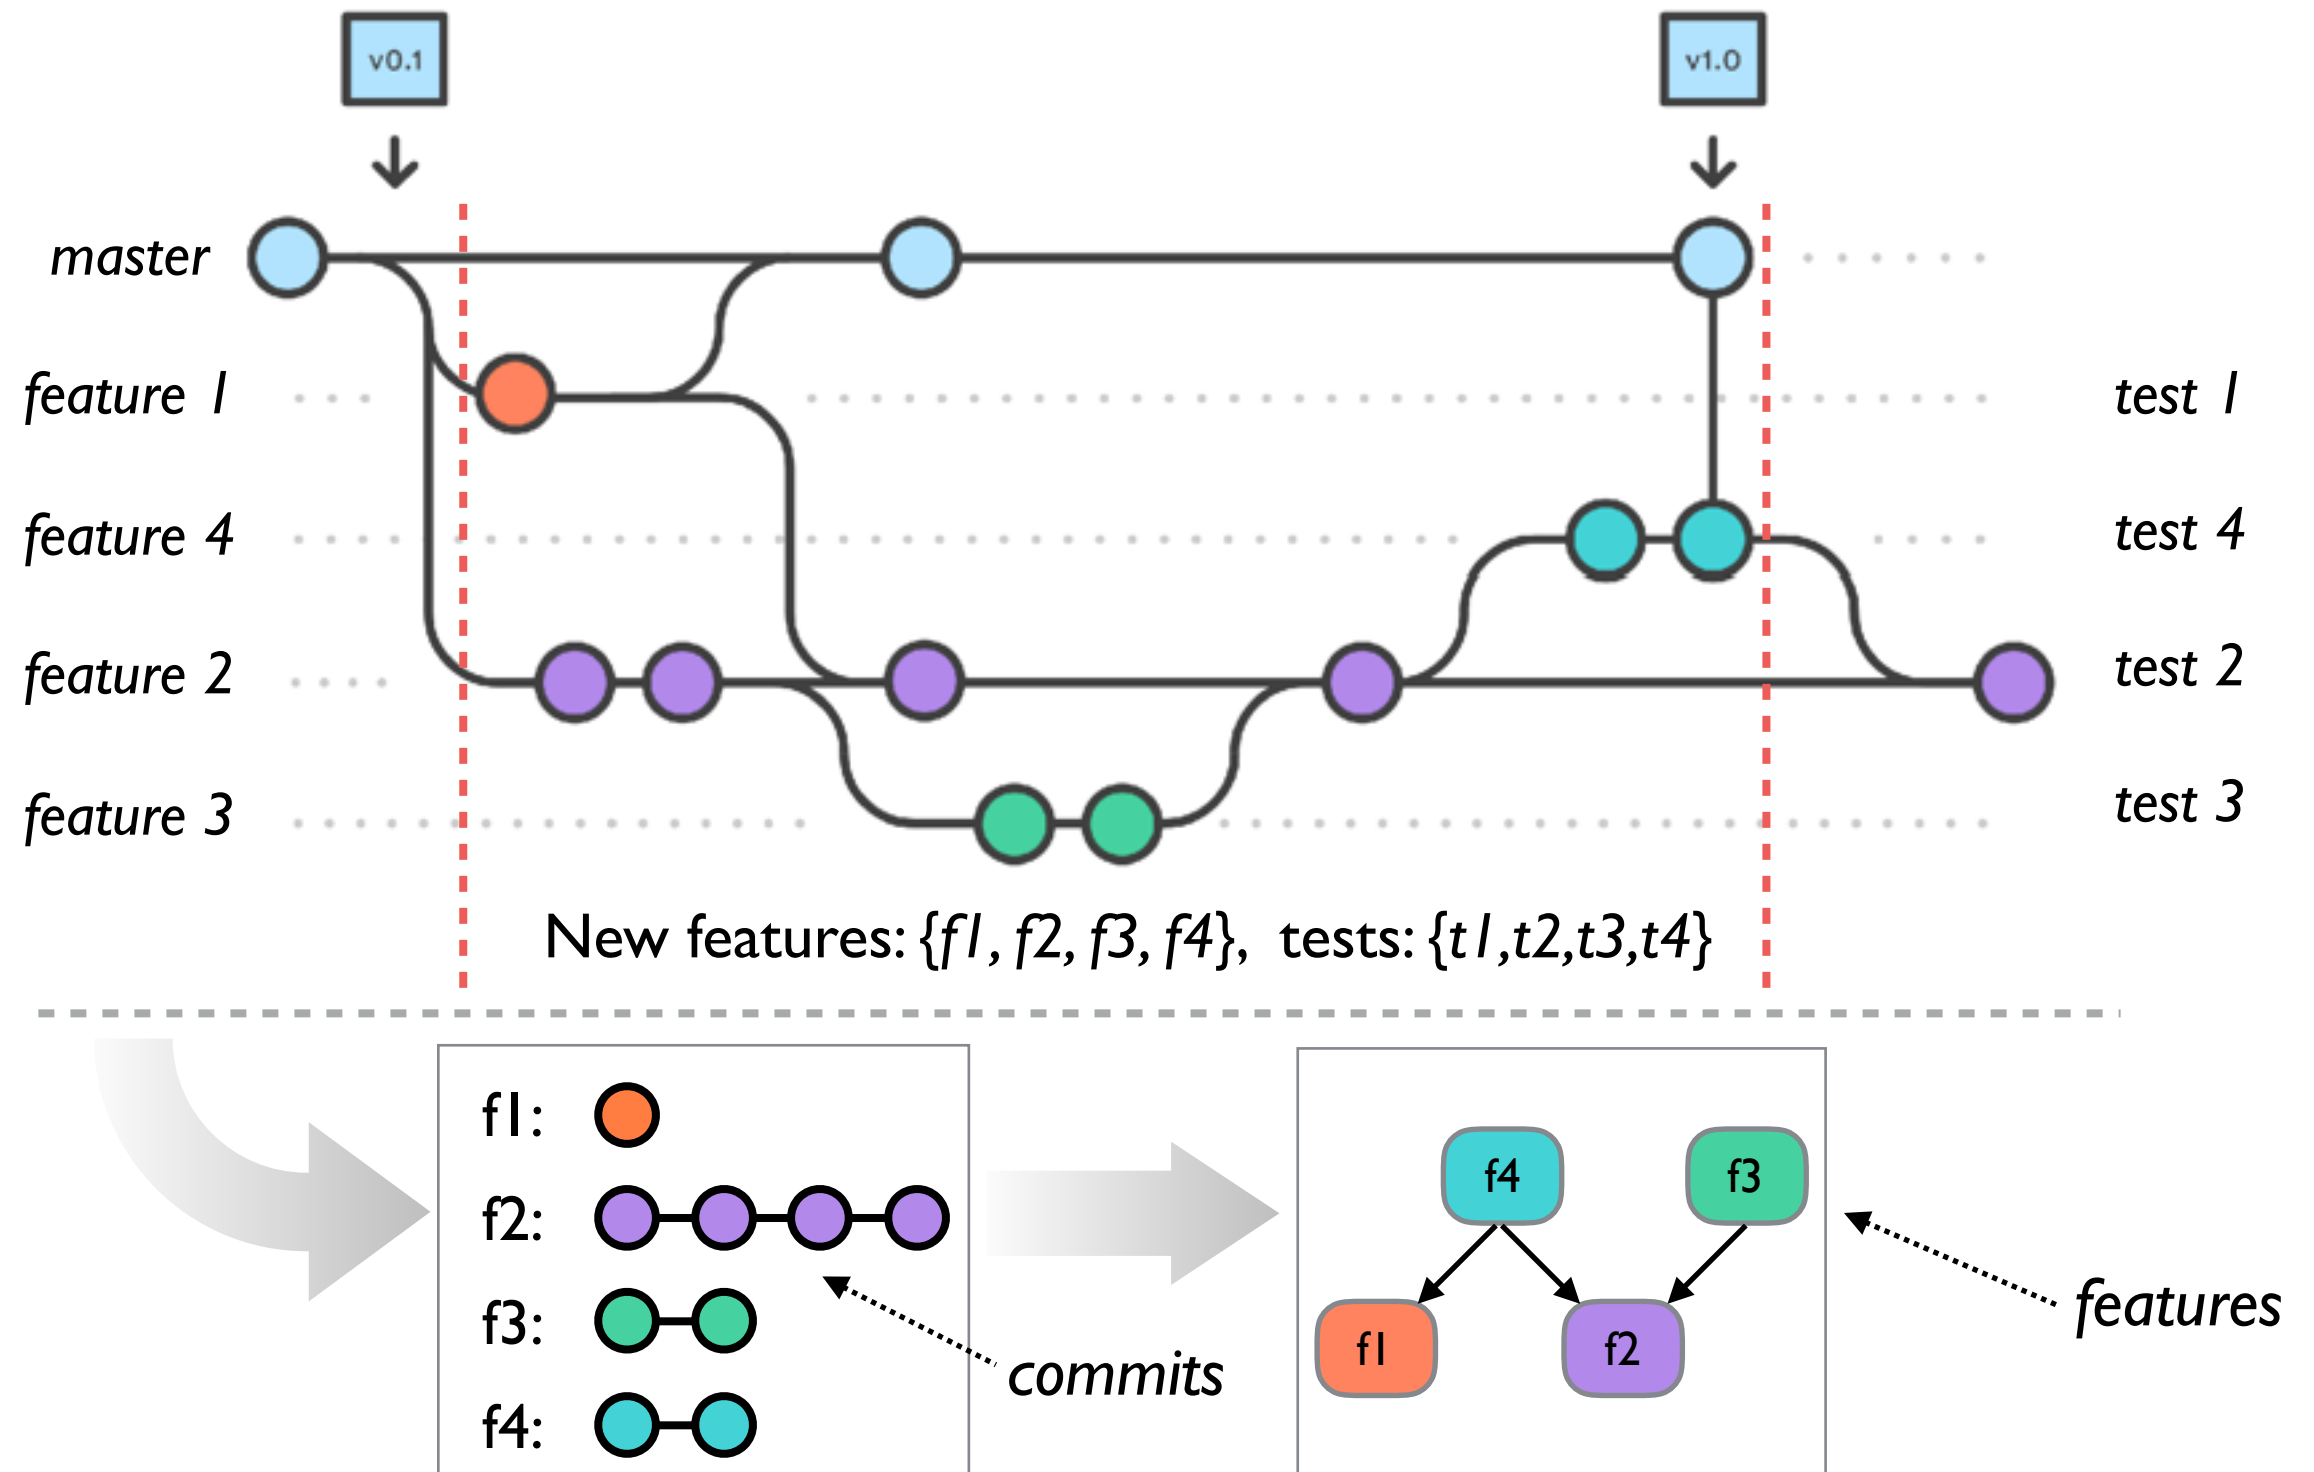 v0.1
v1.0
master
feature 1
test 1
feature 4
test 4
feature 2
test 2
feature 3
test 3
New features: {f1, f2, f3, f4}, tests: {t1,t2,t3,t4}
f1:
f2:
f3:
f4:
commits
f4
f3
f1
f2
features